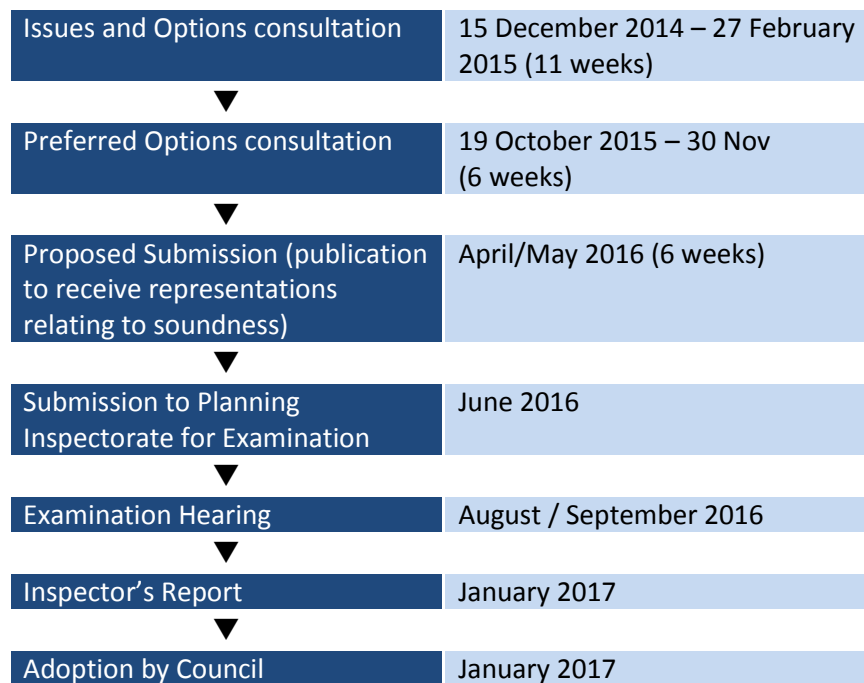 Issues and Options consultation
15 December 2014 – 27 February
2015 (11 weeks)
Preferred Options consultation
19 October 2015 – 30 Nov
(6 weeks)
Proposed Submission (publication
to receive representations
relating to soundness)
April/May 2016 (6 weeks)
Submission to Planning
Inspectorate for Examination
June 2016
Examination Hearing
August / September 2016
Inspector’s Report
January 2017
Adoption by Council
January 2017